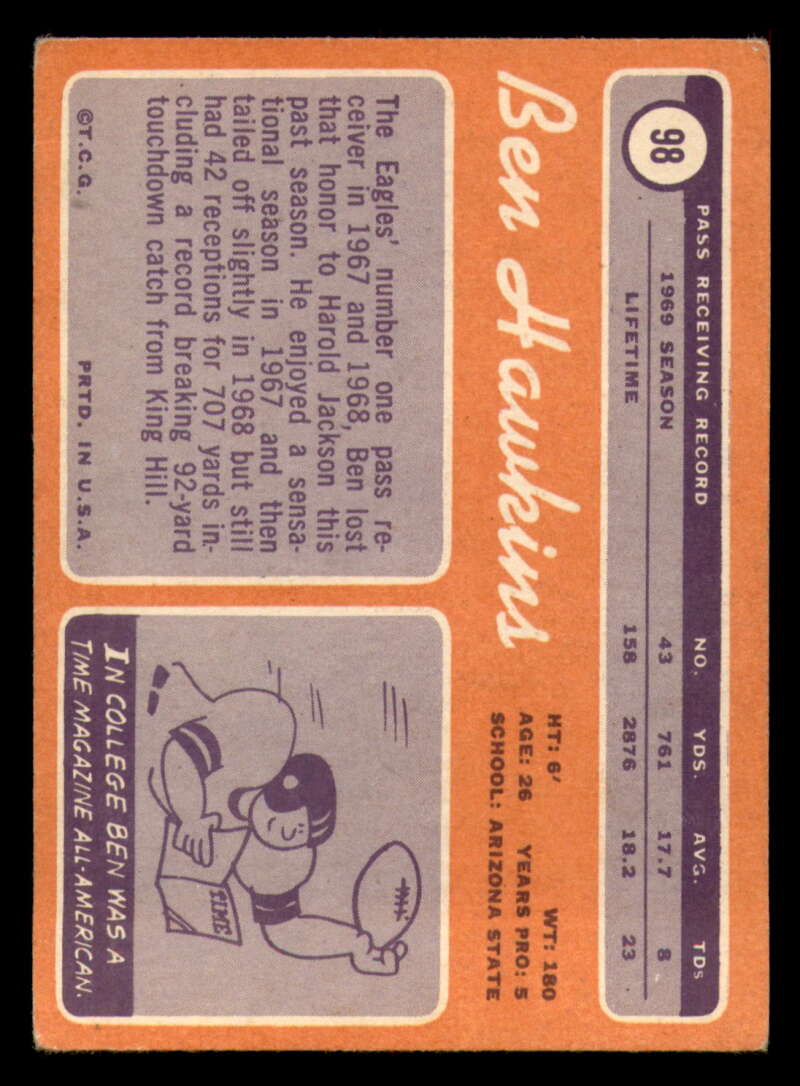 98
PASS RECEIVING RECORD NO. YDS. AVG. TDs
1969 SEASON 43 761 17.7 8
LIFETIME 158 2876 18.2 23
Ben Hawkins
HT: 6' WT: 180
AGE: 26 YEARS PRO: 5
SCHOOL: ARIZONA STATE
The Eagles' number one pass re-
ceiver in 1967 and 1968, Ben lost
that honor to Harold Jackson this
past season. He enjoyed a sensa-
tional season in 1967 and then
tailed off slightly in 1968 but still
had 42 receptions for 707 yards in-
cluding a record breaking 92-yard
touchdown catch from King Hill.
©T.C.G. PRTD. IN U.S.A.
TIME
IN COLLEGE BEN WAS A
TIME MAGAZINE ALL-AMERICAN.